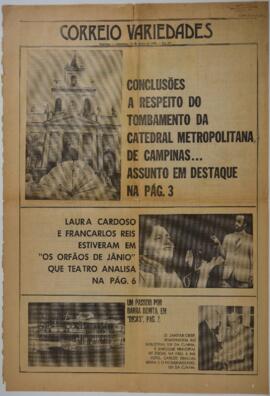 CORREIO VARIEDADES
CONCLUSÕES
A RESPEITO DO
TOMBAMENTO DA
CATEDRAL METROPOLITANA
DE CAMPINAS...
ASSUNTO EM DESTAQUE
NA PÁG. 3
LAURA CARDOSO
E FRANCARLOS REIS
ESTIVERAM EM
"OS ORFÃOS DE JÂNIO"
QUE TEATRO ANALISA
NA PÁG. 6
UM PASSEIO POR
BARRA BONITA, EM
"DICAS", PÁG. 7